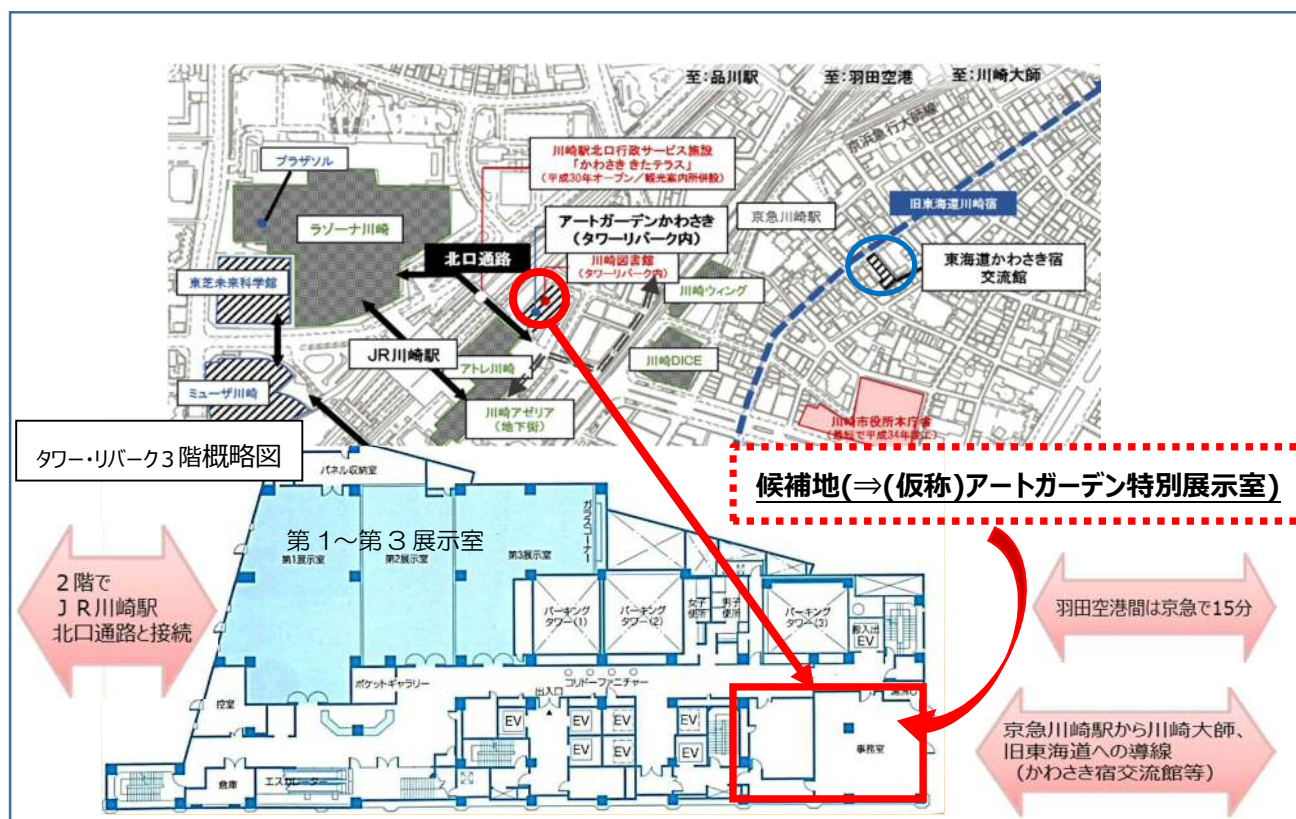 至:品川駅
至:羽田空港
至:川崎大師
京浜急行大師線
川崎駅北口行政サービス施設
「かわさき きたテラス」
(平成30年オープン/観光案内所併設)
プラザソル
旧東海道川崎宿
ラゾーナ川崎
アートガーデンかわさき
(タワーリバーク内)
京急川崎駅
北口通路
川崎図書館
(タワーリバーク内)
東海道かわさき宿
交流館
東芝未来科学館
川崎ウィング
JR川崎駅
アトレ川崎
川崎DICE
ミューザ川崎
川崎アゼリア
(地下街)
川崎市役所本庁舎
タワー・リバーク3階概略図
候補地(⇒(仮称)アートガーデン特別展示室)
パネル収納室
ガラスコーナー
第1~第3展示室
第1展示室
第2展示室
第3展示室
2階で
JR川崎駅
北口通路と接続
パーキング
タワー(1)
パーキング
タワー(2)
女子
便所
男子
便所
パーキング
タワー(3)
搬入出
EV
羽田空港間は京急で15分
ポケットギャラリー
コリドーファニチャー
出入口
控室
EV
EV
EV
EV
EV
EV
EV
EV
事務室
倉庫
エスカレーター
京急川崎駅から川崎大師、
旧東海道への導線
(かわさき宿交流館等)